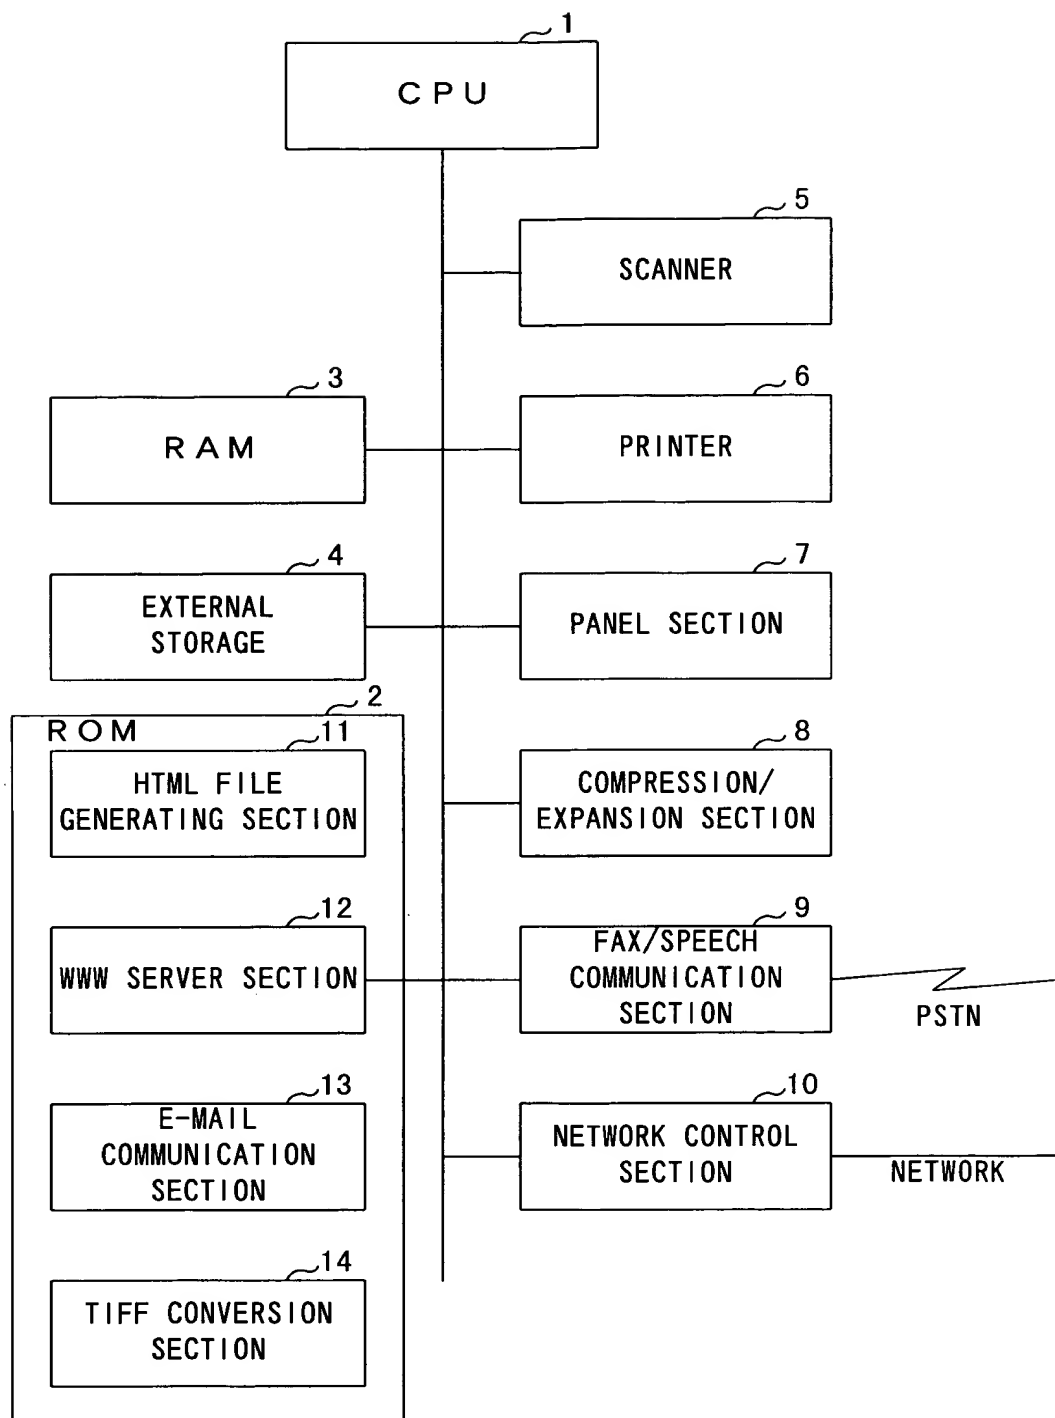 1
CPU
5
SCANNER
3
RAM
6
PRINTER
4
EXTERNAL
STORAGE
7
PANEL SECTION
2
ROM
11
HTML FILE
GENERATING SECTION
8
COMPRESSION/
EXPANSION SECTION
12
WWW SERVER SECTION
9
FAX/SPEECH
COMMUNICATION
SECTION
PSTN
13
E-MAIL
COMMUNICATION
SECTION
10
NETWORK CONTROL
SECTION
NETWORK
14
TIFF CONVERSION
SECTION